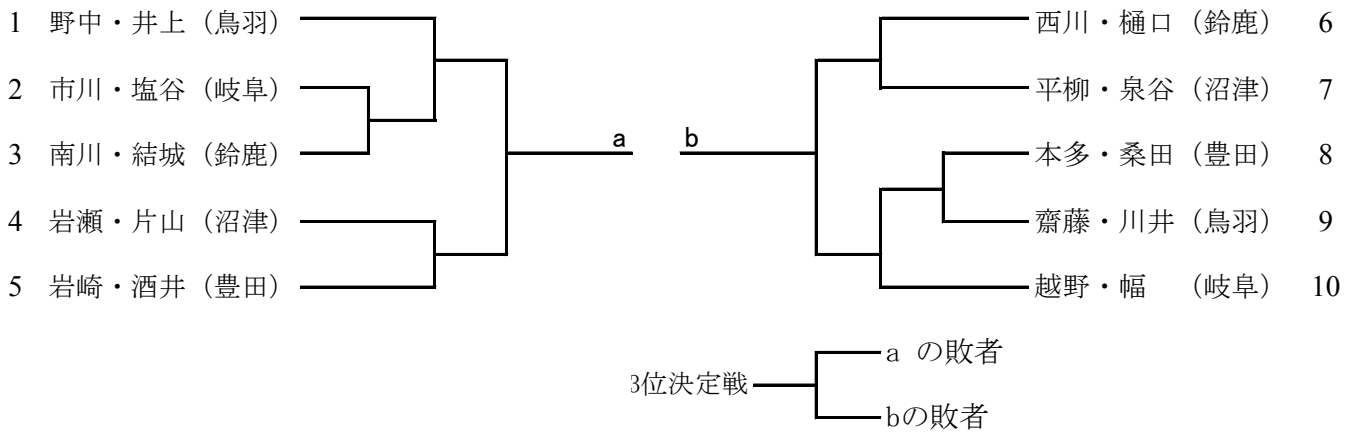 1 野中・井上（鳥羽）
2 市川・塩谷（岐阜）
3 南川・結城（鈴鹿）
4 岩瀬・片山（沼津）
5 岩崎・酒井（豊田）
a b
西川・樋口（鈴鹿） 6
平柳・泉谷（沼津） 7
本多・桑田（豊田） 8
齋藤・川井（鳥羽） 9
越野・幅 （岐阜） 10
3位決定戦
a の敗者
bの敗者